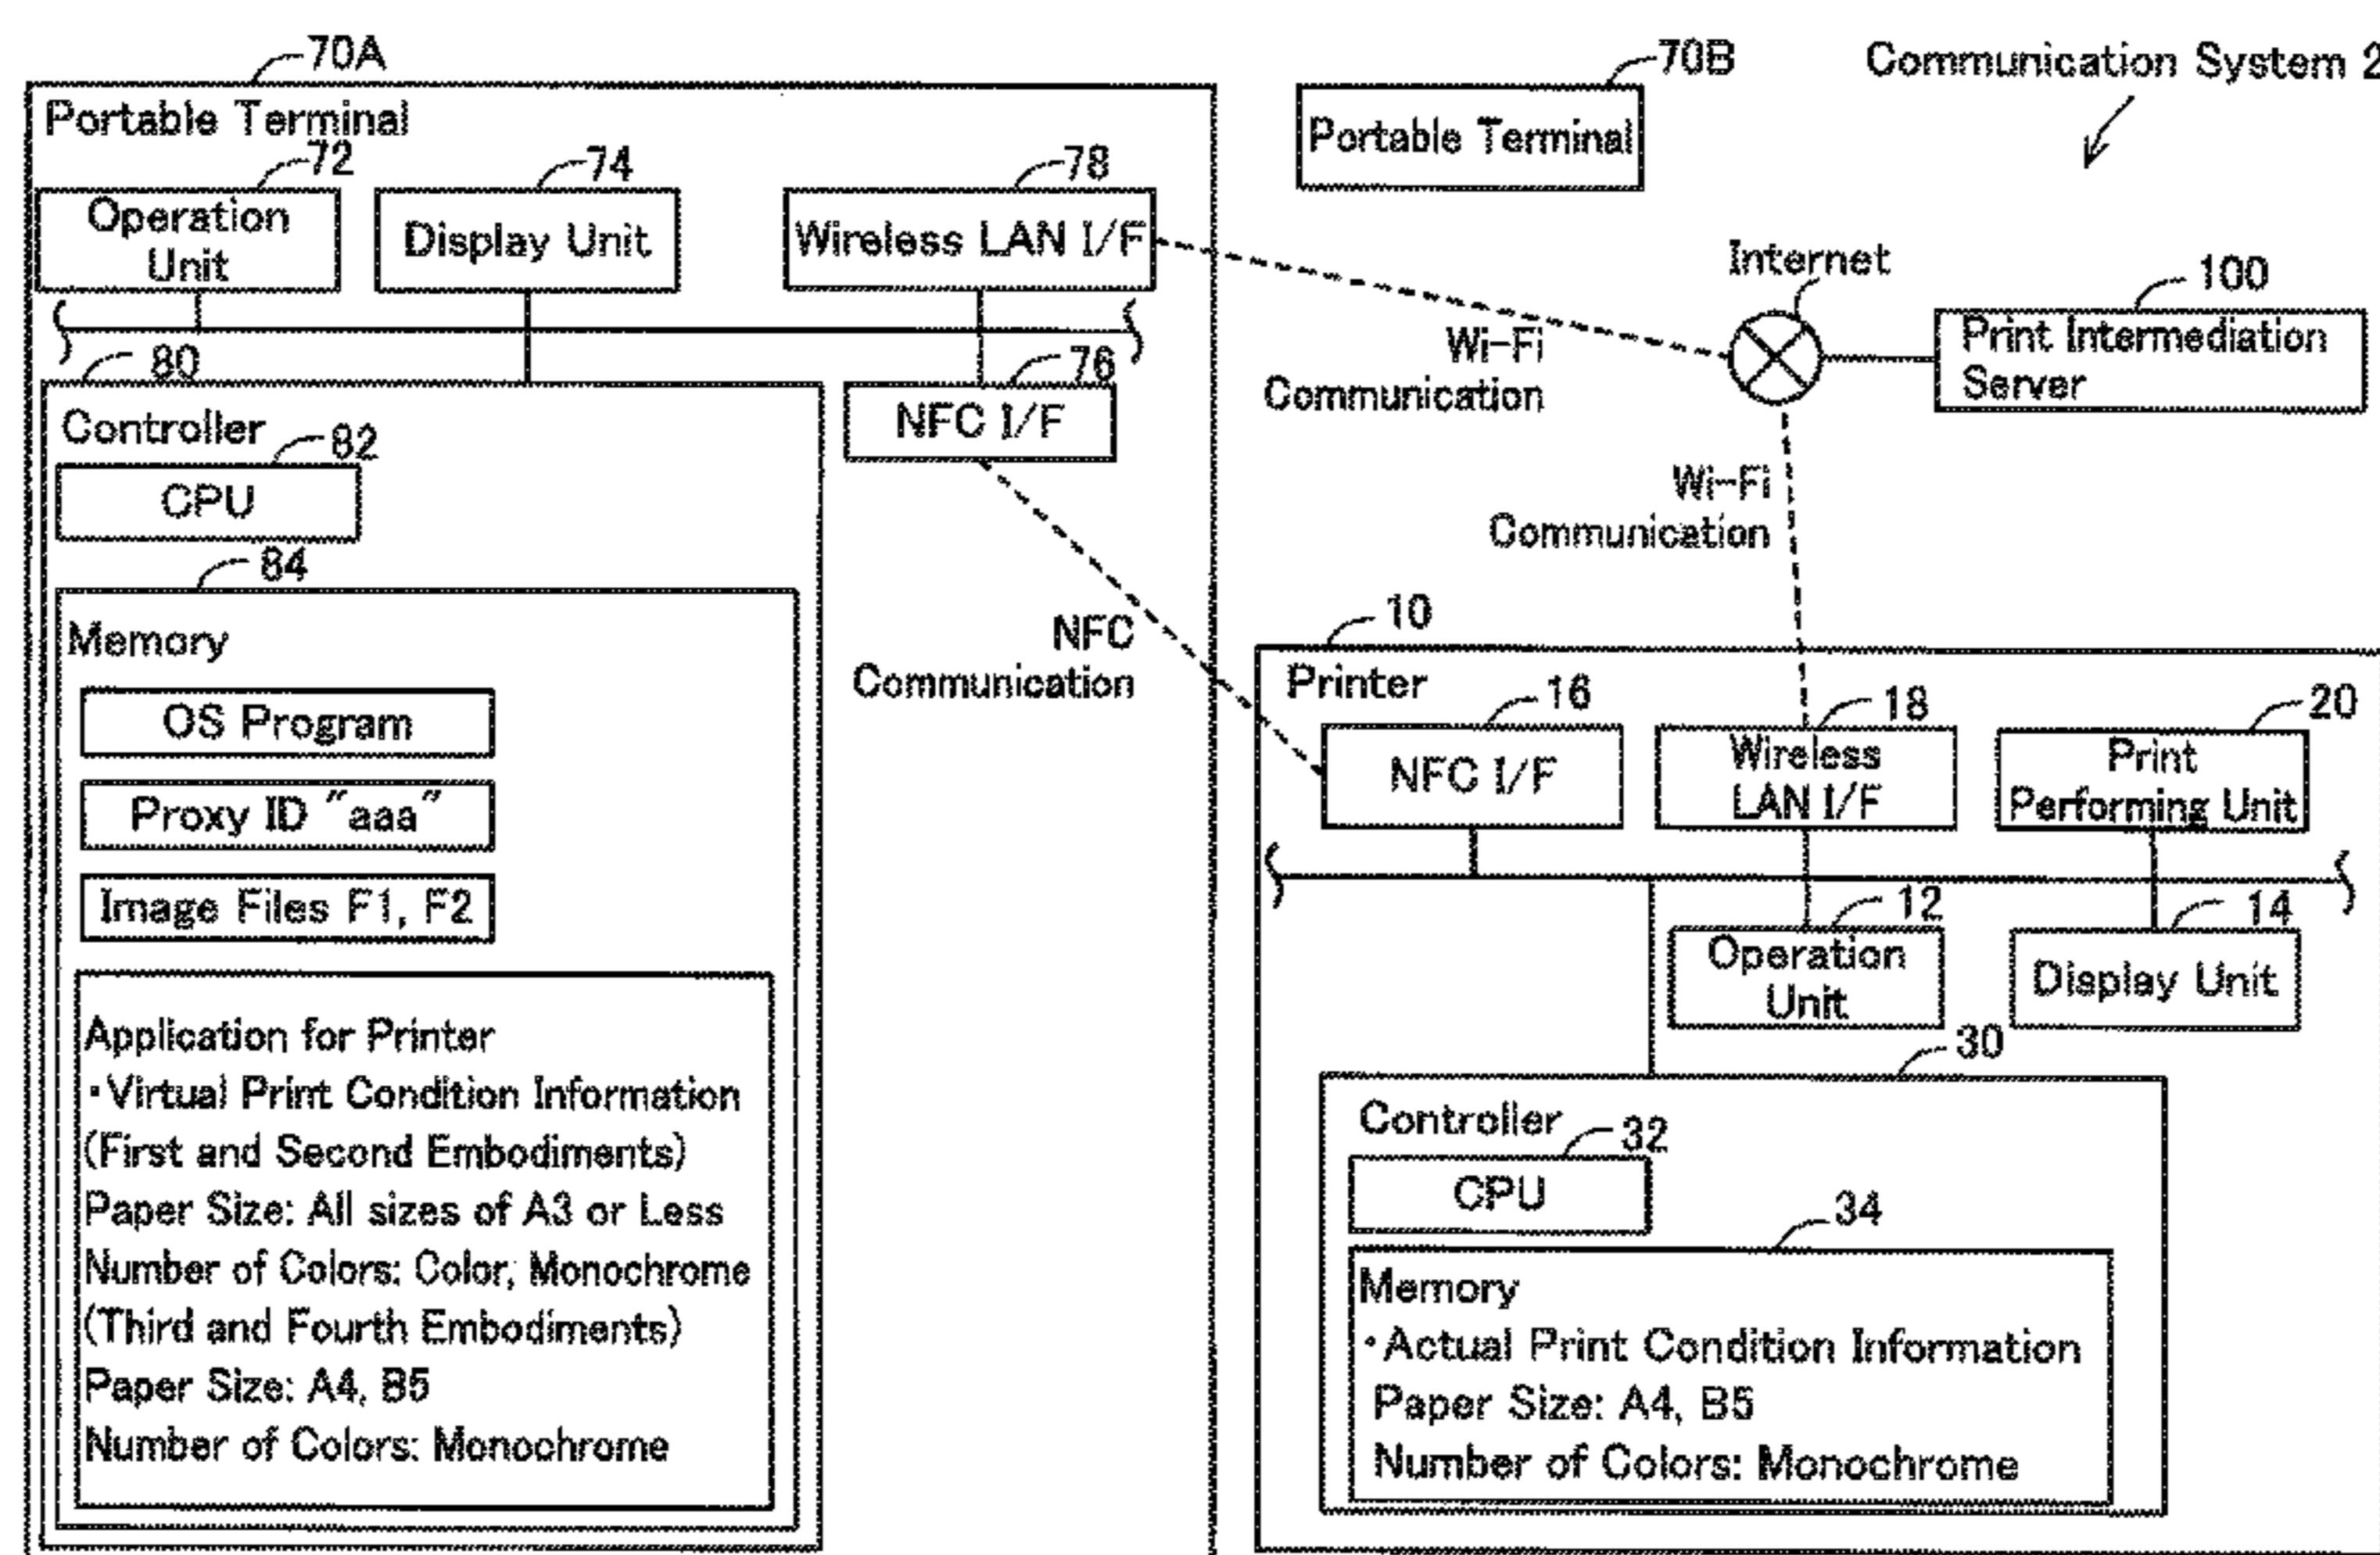 70A
Portable Terminal
72
Operation
Unit
74
Display Unit
78
Wireless LAN I/F
80
Controller
82
CPU
76
NFC I/F
84
Memory
OS Program
Proxy ID "aaa"
Image Files F1, F2
Application for Printer
・Virtual Print Condition Information
(First and Second Embodiments)
Paper Size: All sizes of A3 or Less
Number of Colors: Color, Monochrome
(Third and Fourth Embodiments)
Paper Size: A4, B5
Number of Colors: Monochrome
NFC
Communication
70B
Portable Terminal
Communication System 2
Internet
100
Print Intermediation
Server
Wi-Fi
Communication
Wi-Fi
Communication
10
Printer
16
NFC I/F
18
Wireless
LAN I/F
20
Print
Performing Unit
12
Operation
Unit
14
Display Unit
30
Controller
32
CPU
34
Memory
・Actual Print Condition Information
Paper Size: A4, B5
Number of Colors: Monochrome